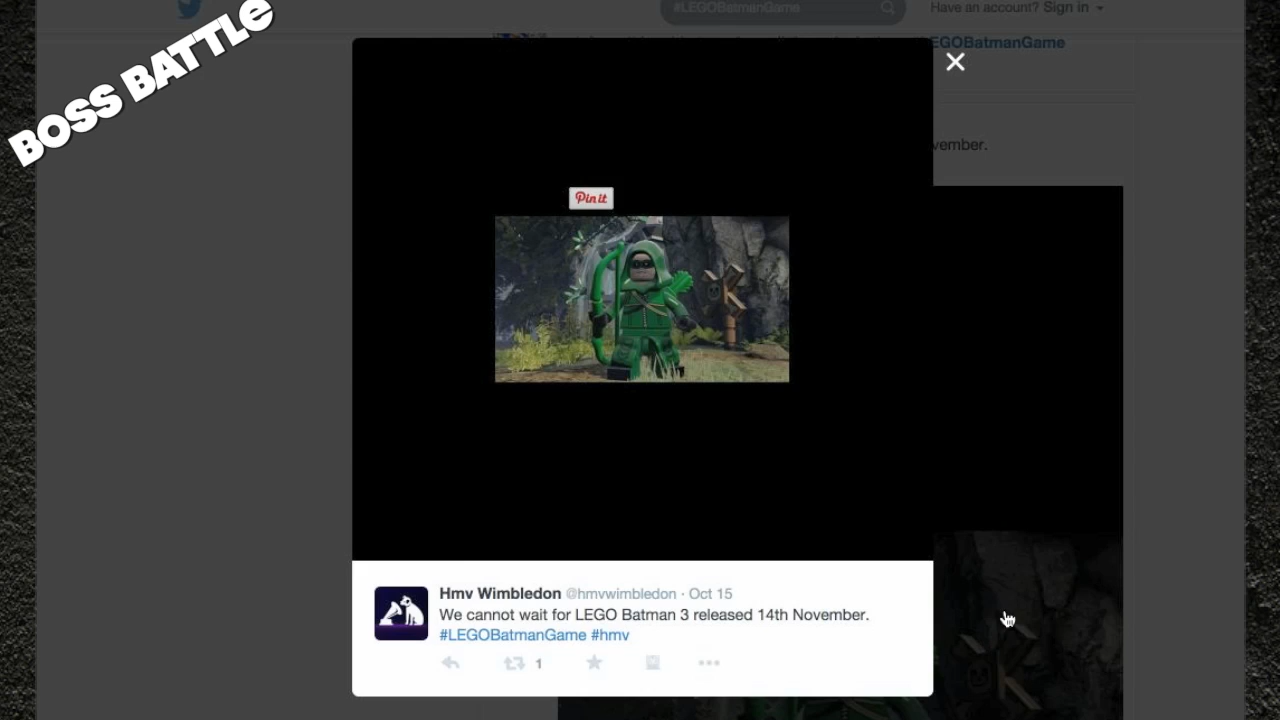 BOSS BATTLE
#LEGOBatmanGame
Have an account? Sign in
EGOBatmanGame
vember.
Pin it
Hmv Wimbledon @hmvwimbledon · Oct 15
We cannot wait for LEGO Batman 3 released 14th November.
#LEGOBatmanGame #hmv
1